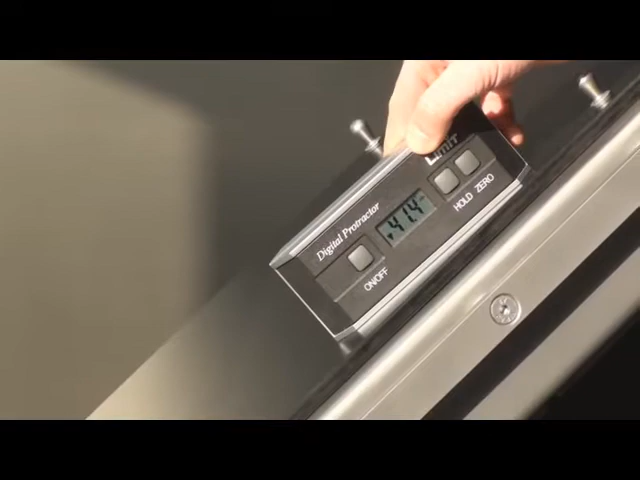 Limit
Digital Protractor
41.4°
HOLD ZERO
ON/OFF